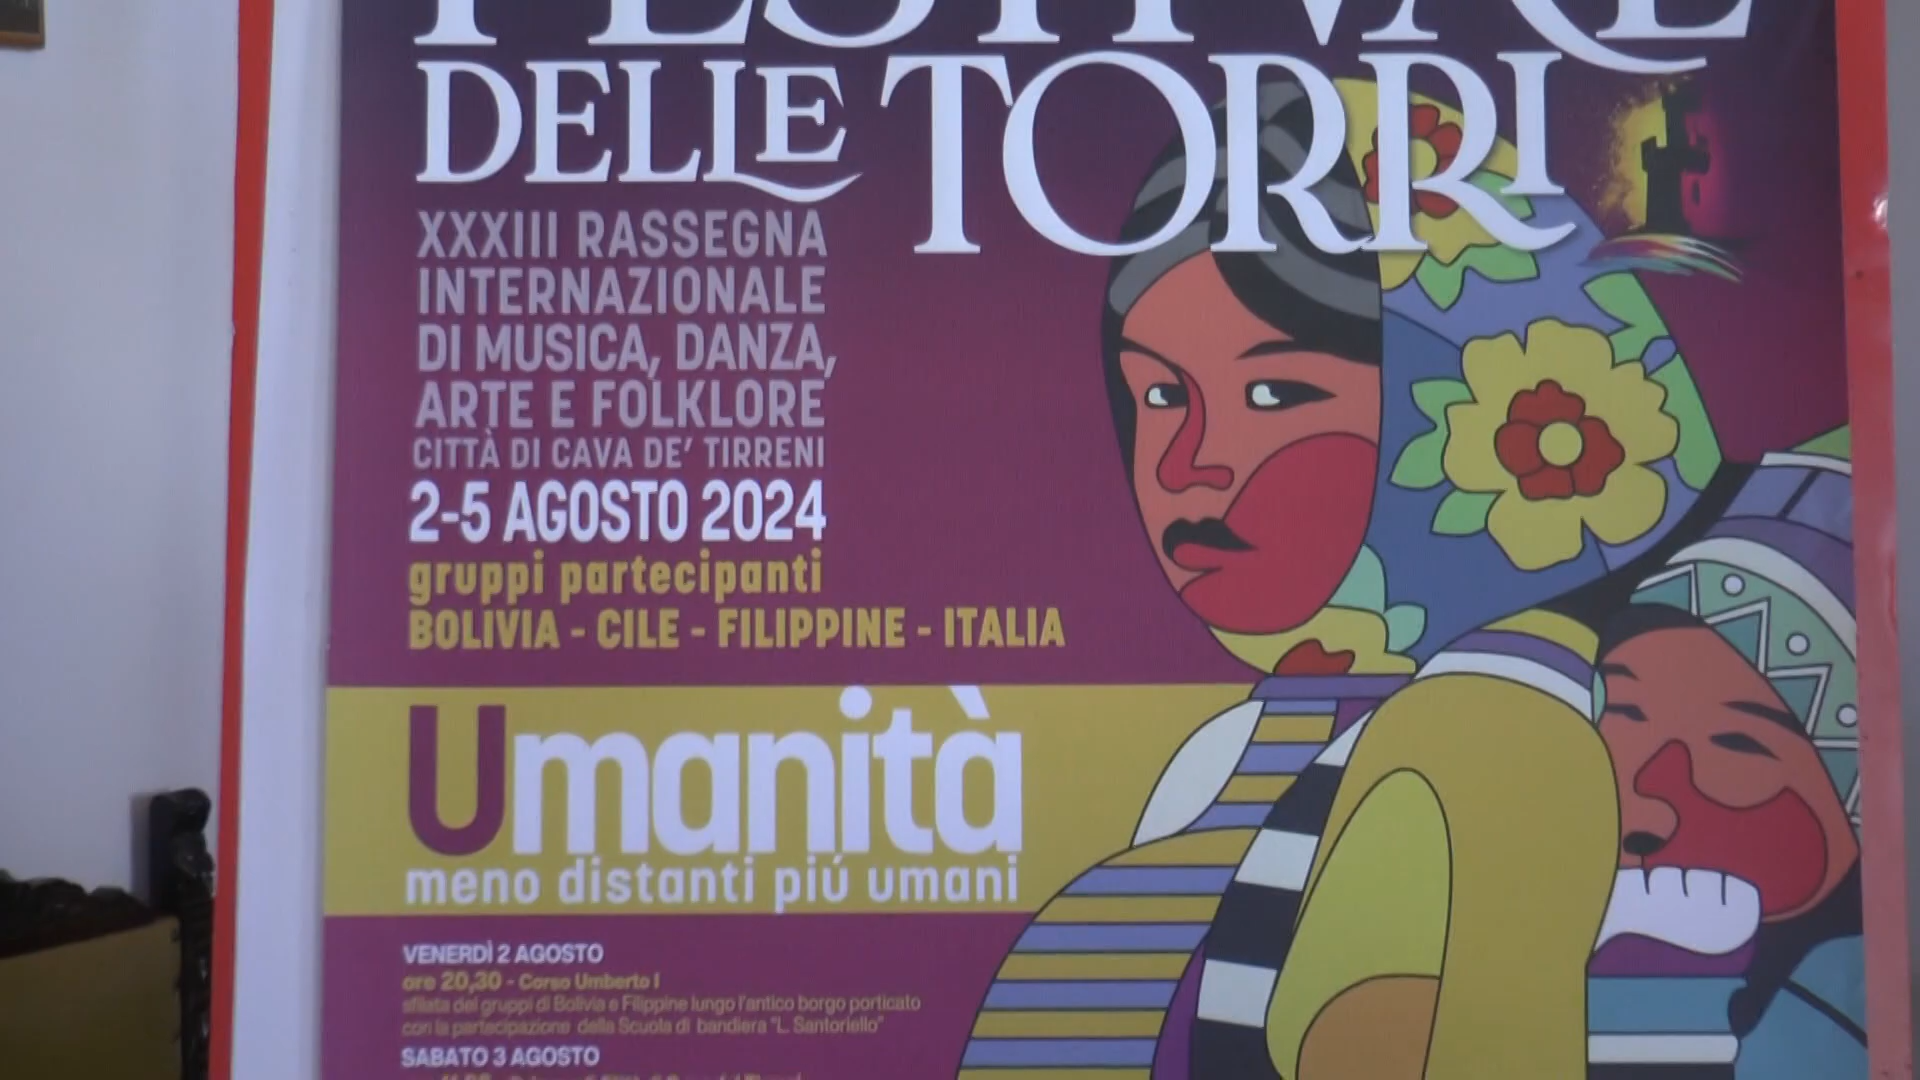 FESTIVAL
DELLE TORRI
XXXIII RASSEGNA
INTERNAZIONALE
DI MUSICA, DANZA,
ARTE E FOLKLORE
CITTÀ DI CAVA DE' TIRRENI
2-5 AGOSTO 2024
gruppi partecipanti
BOLIVIA - CILE - FILIPPINE - ITALIA
Umanità
meno distanti piú umani
VENERDÌ 2 AGOSTO
ore 20,30 - Corso Umberto I
sfilata dei gruppi di Bolivia e Filippine lungo l'antico borgo porticato
con la partecipazione della Scuola di bandiera "L. Santoriello"
SABATO 3 AGOSTO